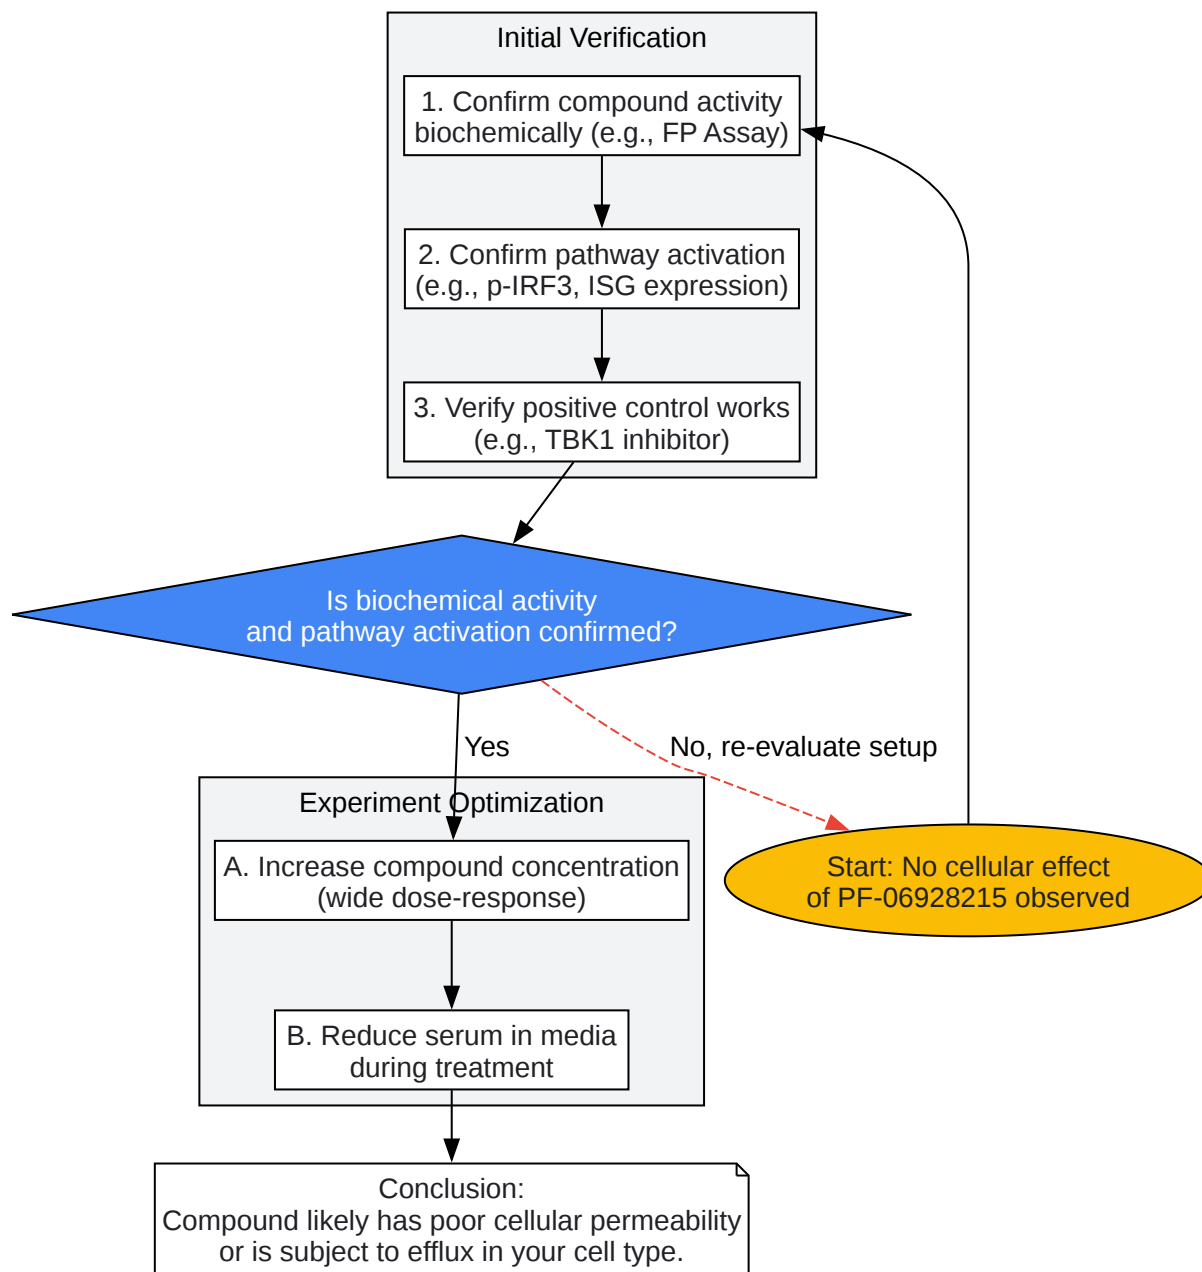 Initial Verification
1. Confirm compound activity
biochemically (e.g., FP Assay)
2. Confirm pathway activation
(e.g., p-IRF3, ISG expression)
3. Verify positive control works
(e.g., TBK1 inhibitor)
Is biochemical activity
and pathway activation confirmed?
Yes
No, re-evaluate setup
Experiment Optimization
A. Increase compound concentration
(wide dose-response)
Start: No cellular effect
of PF-06928215 observed
B. Reduce serum in media
during treatment
Conclusion:
Compound likely has poor cellular permeability
or is subject to efflux in your cell type.